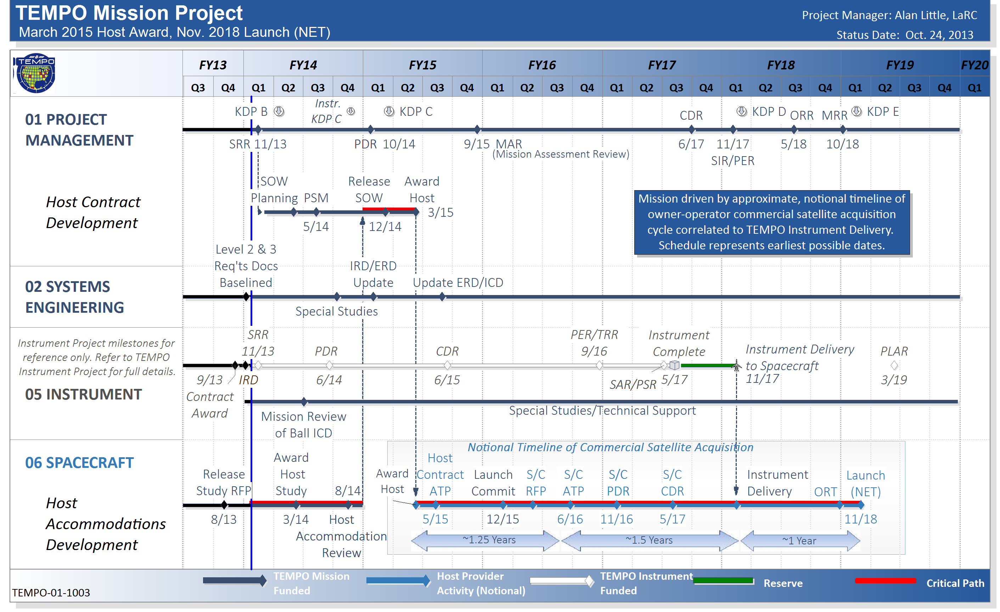 TEMPO Mission Project
March 2015 Host Award, Nov. 2018 Launch (NET)
Project Manager: Alan Little, LaRC
Status Date: Oct. 24, 2013
TEMPO
FY13 FY14 FY15 FY16 FY17 FY18 FY19 FY20
Q3 Q4 Q1 Q2 Q3 Q4 Q1 Q2 Q3 Q4 Q1 Q2 Q3 Q4 Q1 Q2 Q3 Q4 Q1 Q2 Q3 Q4 Q1 Q2 Q3 Q4 Q1
01 PROJECT
MANAGEMENT
KDP B
Instr.
KDP C
KDP C
CDR
KDP D
ORR
MRR
KDP E
SRR 11/13
PDR 10/14
9/15 MAR
(Mission Assessment Review)
6/17
11/17
SIR/PER
5/18
10/18
Host Contract
Development
SOW
Planning
PSM
Release
SOW
Award
Host
5/14
12/14
3/15
Mission driven by approximate, notional timeline of
owner-operator commercial satellite acquisition
cycle correlated to TEMPO Instrument Delivery.
Schedule represents earliest possible dates.
02 SYSTEMS
ENGINEERING
Level 2 & 3
Req'ts Docs
Baselined
IRD/ERD
Update
Update ERD/ICD
Special Studies
Instrument Project milestones for
reference only. Refer to TEMPO
Instrument Project for full details.
05 INSTRUMENT
SRR
11/13
PDR
CDR
PER/TRR
9/16
Instrument
Complete
Instrument Delivery
to Spacecraft
11/17
PLAR
9/13
Contract
Award
IRD
6/14
6/15
SAR/PSR
5/17
3/19
Mission Review
of Ball ICD
Special Studies/Technical Support
06 SPACECRAFT
Host
Accommodations
Development
Release
Study RFP
Award
Host
Study
8/14
8/13
3/14
Host
Accommodation
Review
Notional Timeline of Commercial Satellite Acquisition
Award
Host
Host
Contract
ATP
Launch
Commit
S/C
RFP
S/C
ATP
S/C
PDR
S/C
CDR
Instrument
Delivery
ORT
Launch
(NET)
5/15
12/15
6/16
11/16
5/17
11/18
~1.25 Years
~1.5 Years
~1 Year
TEMPO-01-1003
TEMPO Mission
Funded
Host Provider
Activity (Notional)
TEMPO Instrument
Funded
Reserve
Critical Path